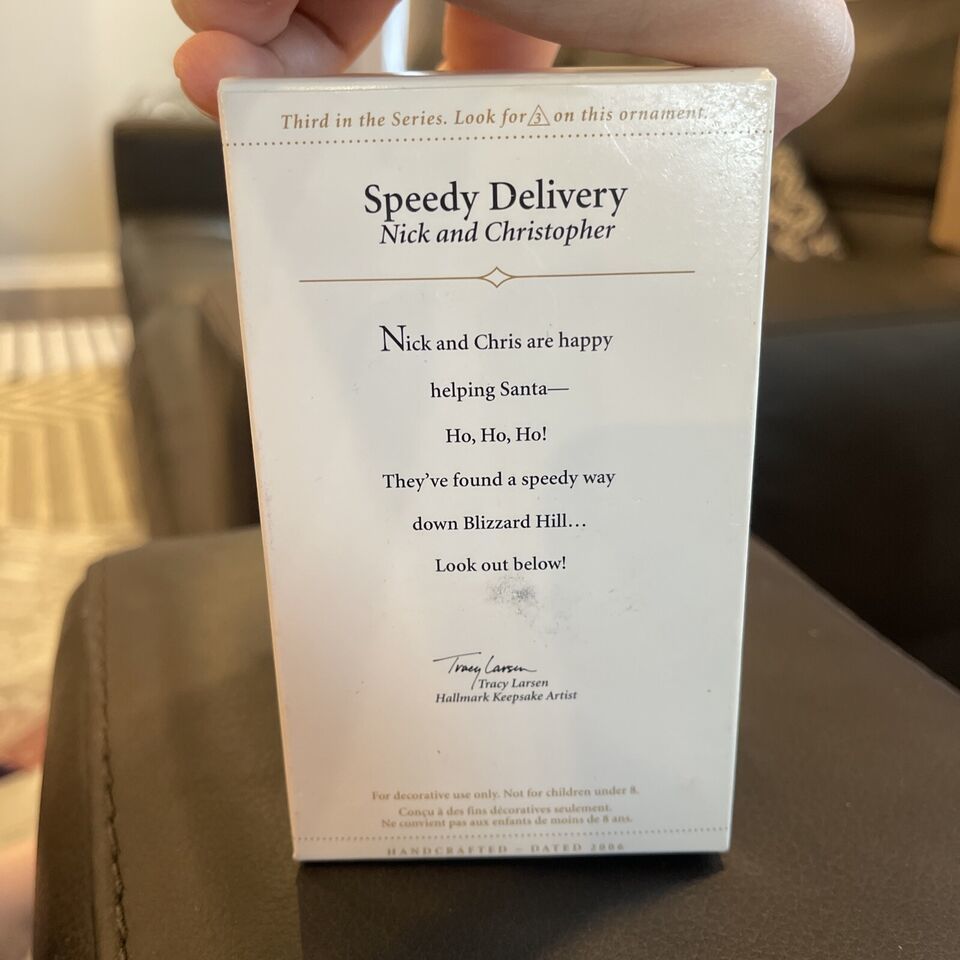 Third in the Series. Look for 3 on this ornament.
Speedy Delivery
Nick and Christopher
Nick and Chris are happy
helping Santa—
Ho, Ho, Ho!
They've found a speedy way
down Blizzard Hill...
Look out below!
Tracy Larsen
Tracy Larsen
Hallmark Keepsake Artist
For decorative use only. Not for children under 8.
Conçu à des fins décoratives seulement.
Ne convient pas aux enfants de moins de 8 ans.
HANDCRAFTED – DATED 2006